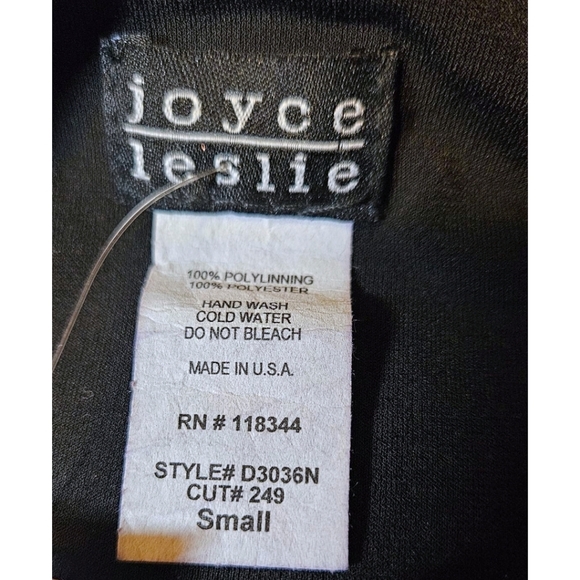 joyce
leslie
100% POLYLINNING
100% POLYESTER
HAND WASH
COLD WATER
DO NOT BLEACH
MADE IN U.S.A.
RN # 118344
STYLE# D3036N
CUT# 249
Small